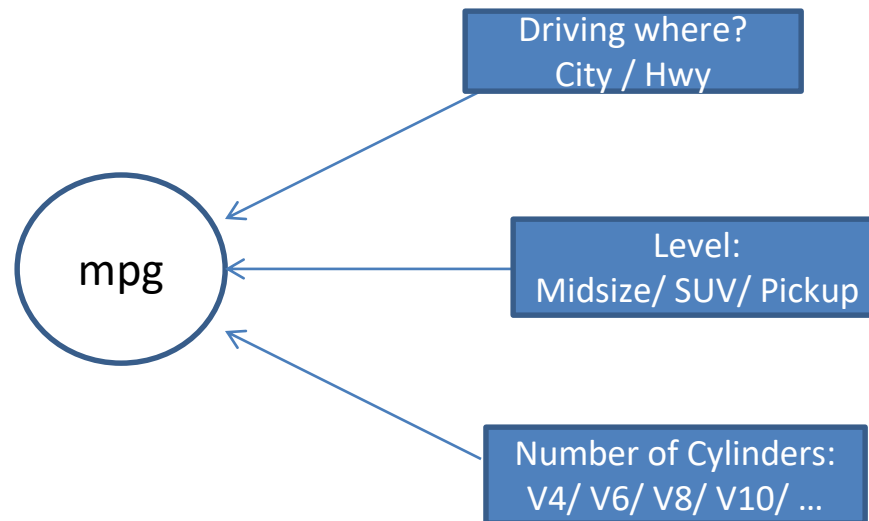 Driving where?
City / Hwy
mpg
Level:
Midsize/ SUV/ Pickup
Number of Cylinders:
V4/ V6/ V8/ V10/ ...